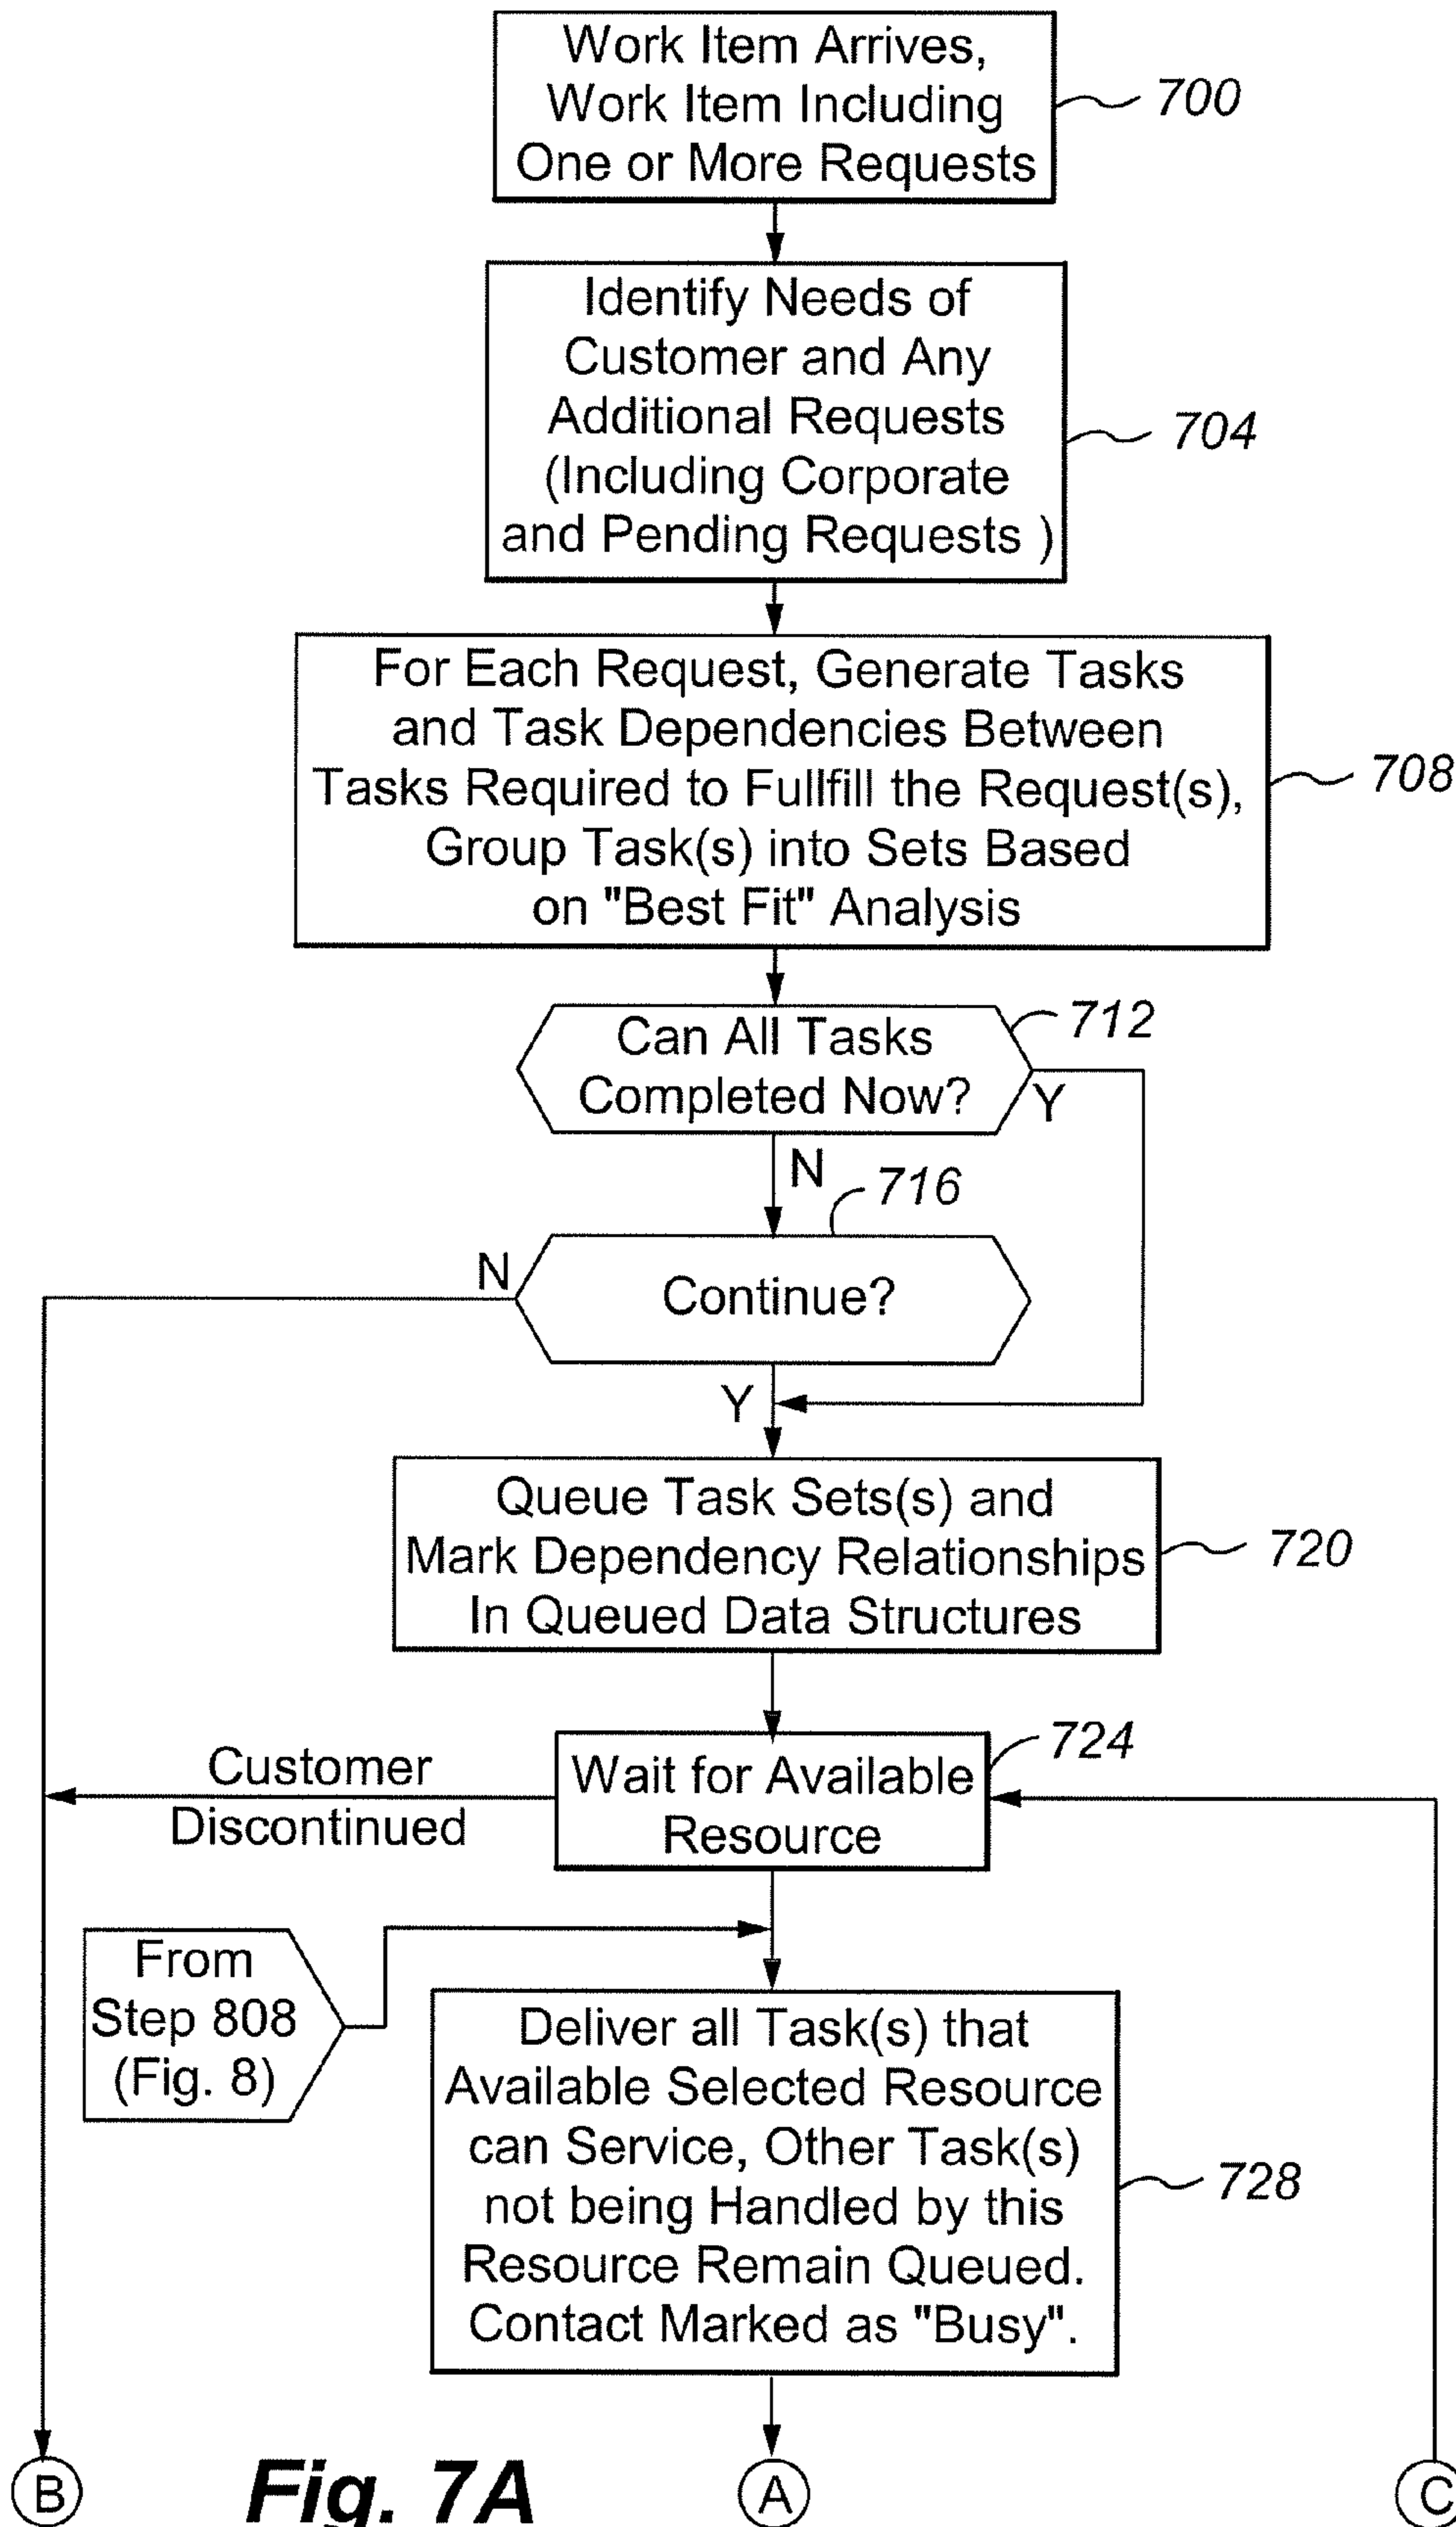 Work Item Arrives,
Work Item Including
One or More Requests
700
Identify Needs of
Customer and Any
Additional Requests
(Including Corporate
and Pending Requests )
704
For Each Request, Generate Tasks
and Task Dependencies Between
Tasks Required to Fullfill the Request(s),
Group Task(s) into Sets Based
on "Best Fit" Analysis
708
Can All Tasks
Completed Now?
712
Y
N
716
Continue?
N
Y
Queue Task Sets(s) and
Mark Dependency Relationships
In Queued Data Structures
720
Wait for Available
Resource
724
Customer
Discontinued
From
Step 808
(Fig. 8)
Deliver all Task(s) that
Available Selected Resource
can Service, Other Task(s)
not being Handled by this
Resource Remain Queued.
Contact Marked as "Busy".
728
B
Fig. 7A
A
C